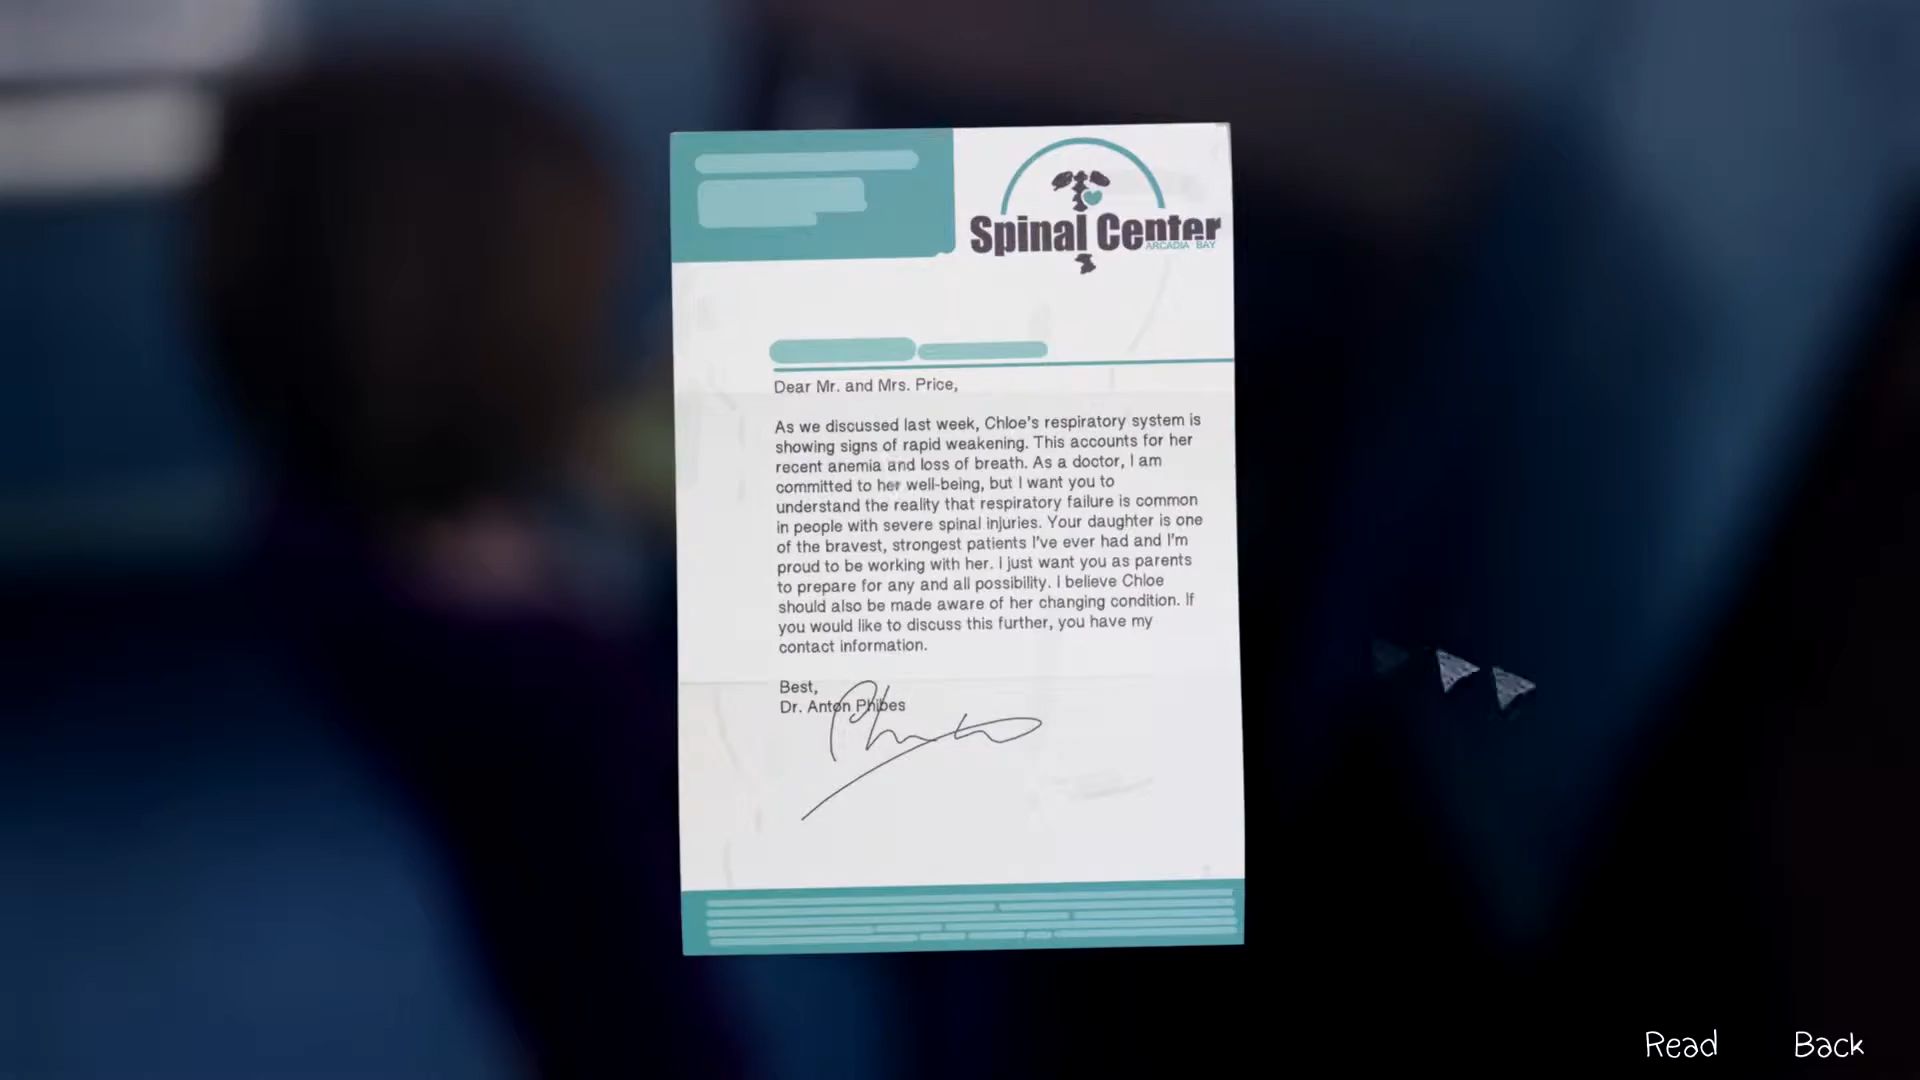 Spinal Center
ARCADIA BAY
Dear Mr. and Mrs. Price,
As we discussed last week, Chloe's respiratory system is
showing signs of rapid weakening. This accounts for her
recent anemia and loss of breath. As a doctor, I am
committed to her well-being, but I want you to
understand the reality that respiratory failure is common
in people with severe spinal injuries. Your daughter is one
of the bravest, strongest patients I've ever had and I'm
proud to be working with her. I just want you as parents
to prepare for any and all possibility. I believe Chloe
should also be made aware of her changing condition. If
you would like to discuss this further, you have my
contact information.
Best,
Dr. Anton Phibes
Read Back